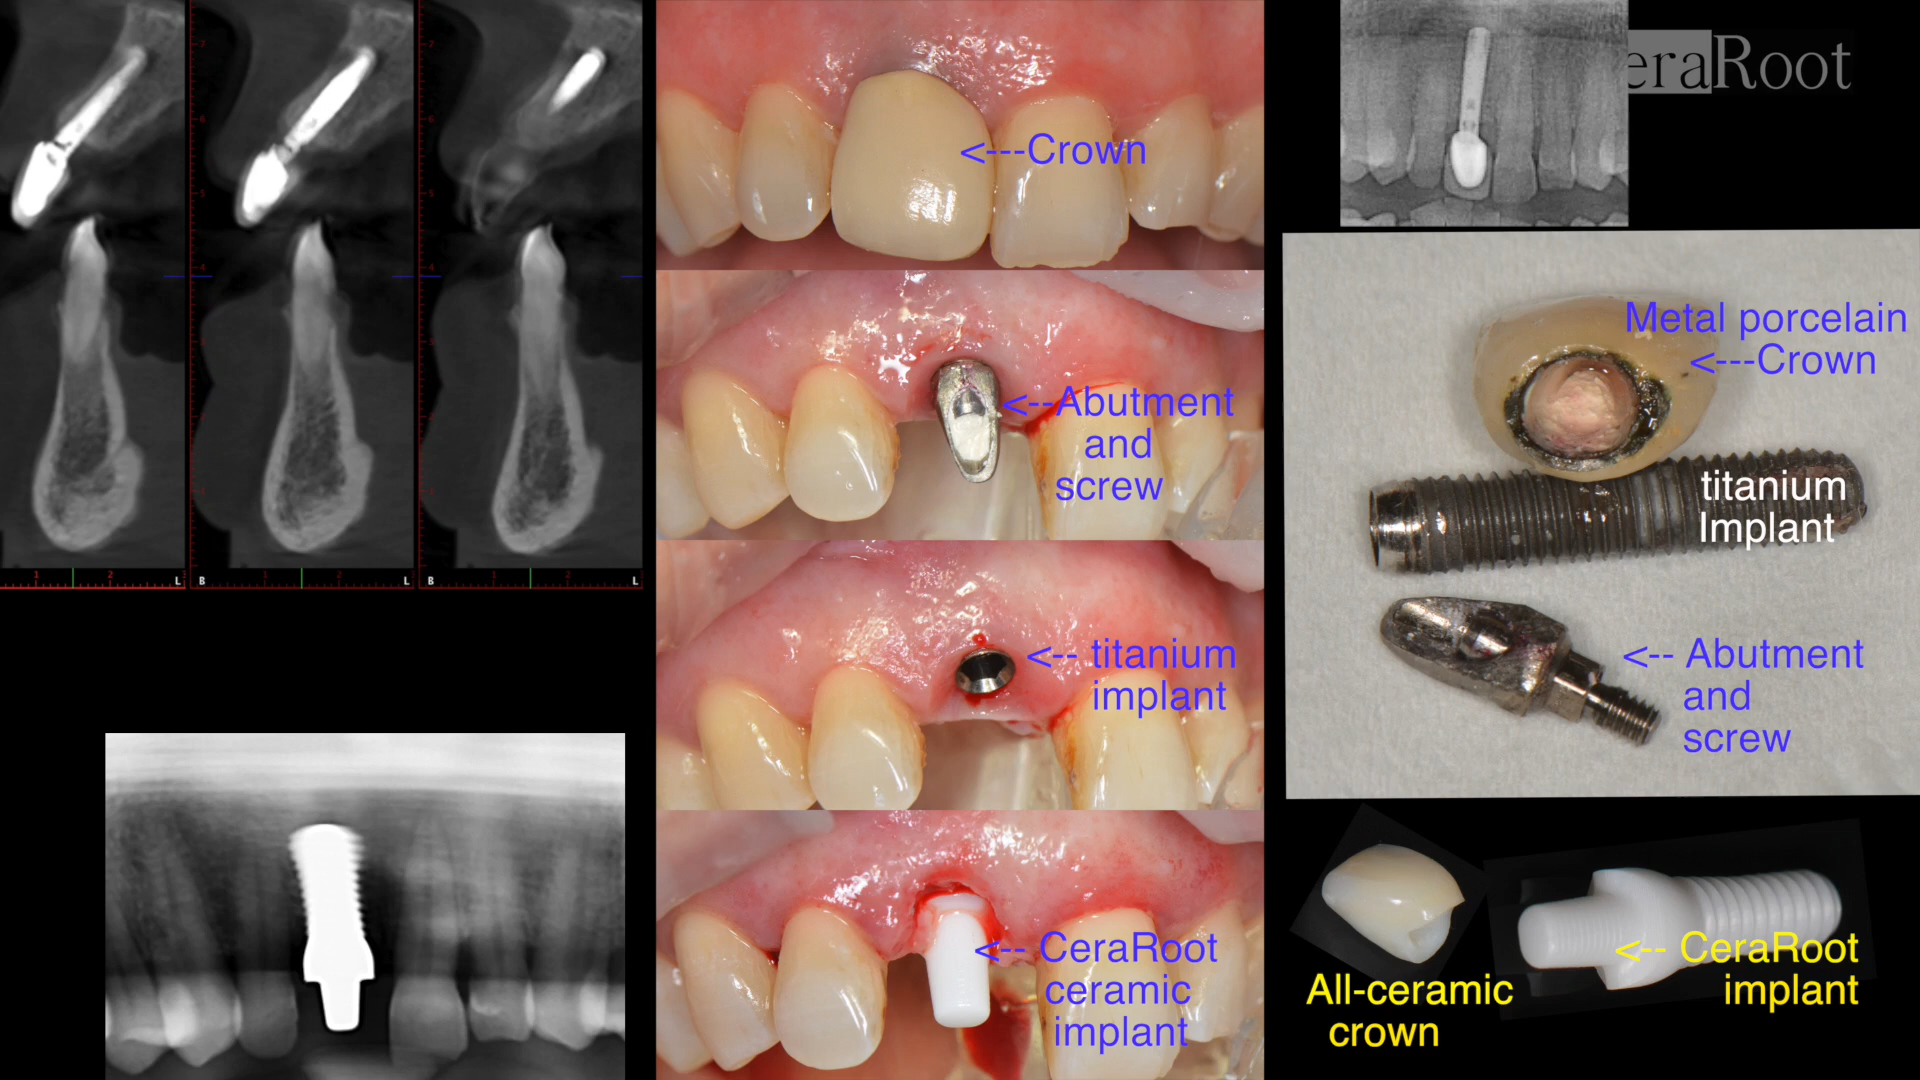 <---Crown
<--Abutment
and
screw
<-- titanium
implant
<-- CeraRoot
ceramic
implant
eraRoot
Metal porcelain
<---Crown
titanium
Implant
<-- Abutment
and
screw
All-ceramic
crown
<-- CeraRoot
implant
L
B
L
B
L